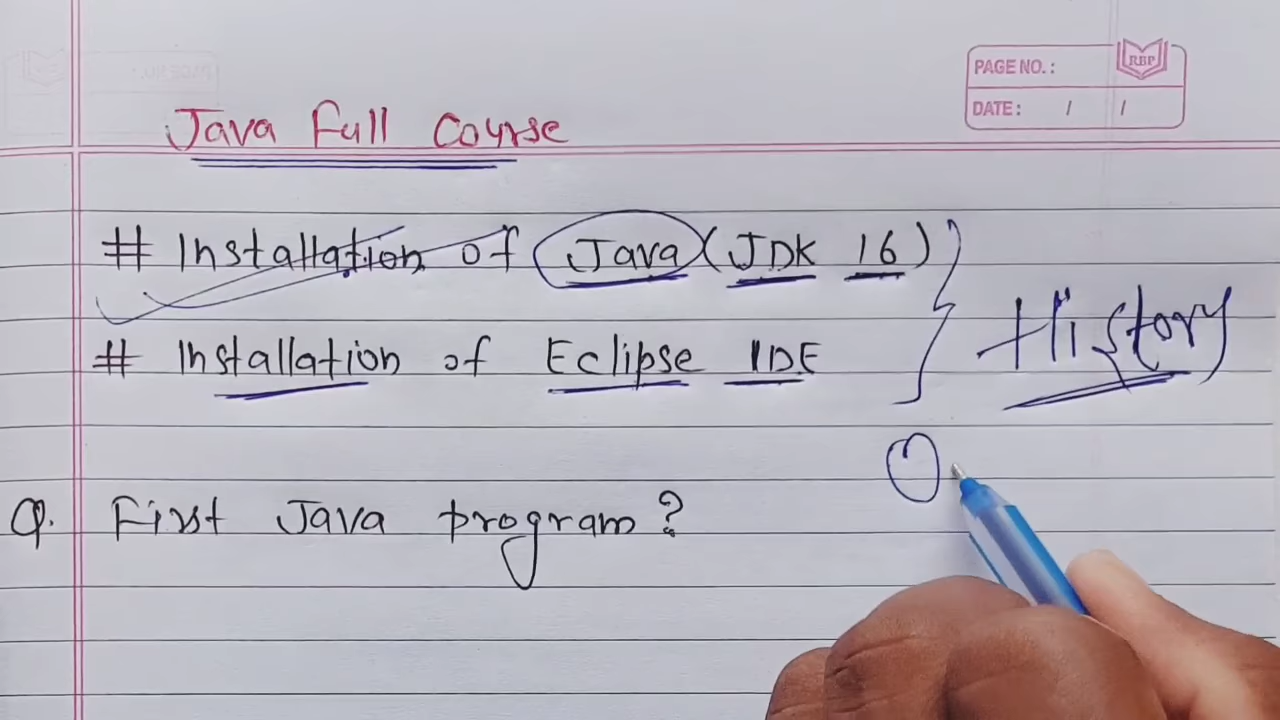 PAGE NO. :
RBP
DATE : / /
Java Full Course
# Installation of Java (JDK 16)
# Installation of Eclipse IDE
History
Q. First Java program?